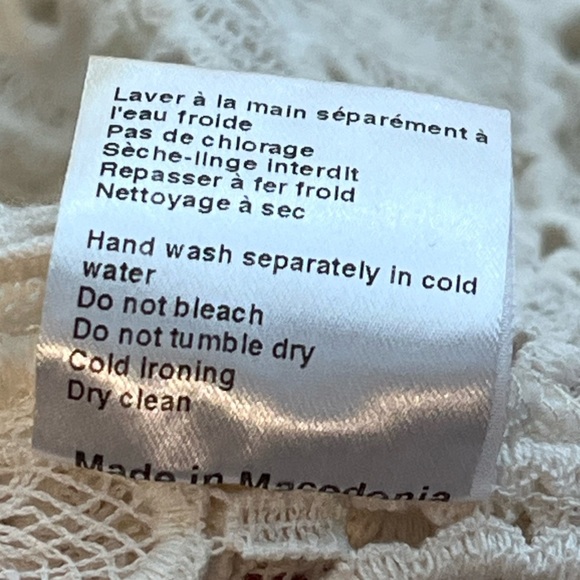 Laver à la main séparément à
l'eau froide
Pas de chlorage
Sèche-linge interdit
Repasser à fer froid
Nettoyage à sec
Hand wash separately in cold
water
Do not bleach
Do not tumble dry
Cold ironing
Dry clean
Made in Macedonia